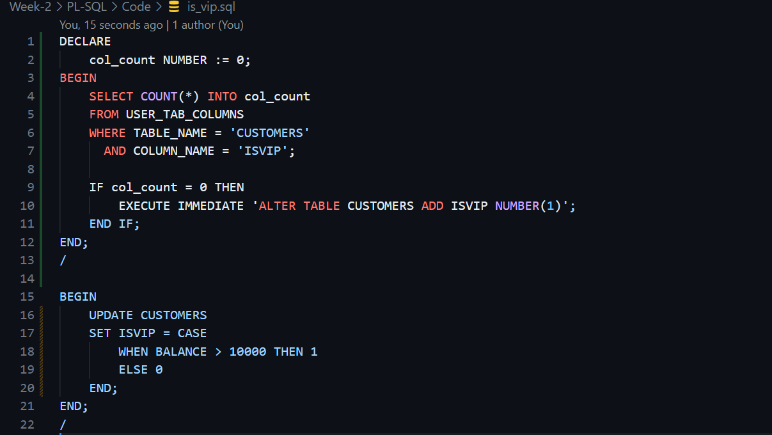 Week-2 > PL-SQL > Code > is_vip.sql
You, 15 seconds ago | 1 author (You)
1 DECLARE
2 col_count NUMBER := 0;
3 BEGIN
4 SELECT COUNT(*) INTO col_count
5 FROM USER_TAB_COLUMNS
6 WHERE TABLE_NAME = 'CUSTOMERS'
7 AND COLUMN_NAME = 'ISVIP';
8
9 IF col_count = 0 THEN
10 EXECUTE IMMEDIATE 'ALTER TABLE CUSTOMERS ADD ISVIP NUMBER(1)';
11 END IF;
12 END;
13 /
14
15 BEGIN
16 UPDATE CUSTOMERS
17 SET ISVIP = CASE
18 WHEN BALANCE > 10000 THEN 1
19 ELSE 0
20 END;
21 END;
22 /